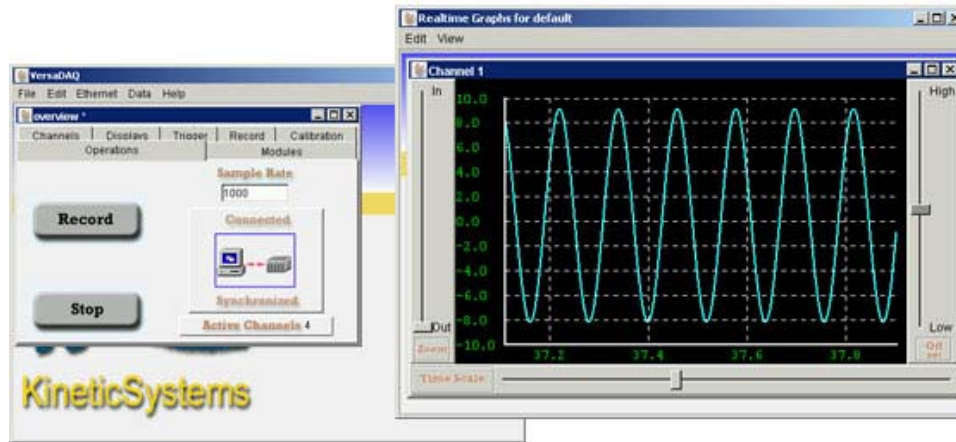 VersaDAQ
File Edit Ethernet Data Help
overview *
Channels Displays Trigger Record Calibration
Operations Modules
Sample Rate
1000
Record
Connected
Stop
Synchronized
Active Channels 4
KineticSystems
Realtime Graphs for default
Edit View
Channel 1
In
High
10.0
8.0
6.0
4.0
2.0
0.0
-2.0
-4.0
-6.0
-8.0
-10.0
Out
Low
Zoom
37.2 37.4 37.6 37.8
Off set
Time Scale